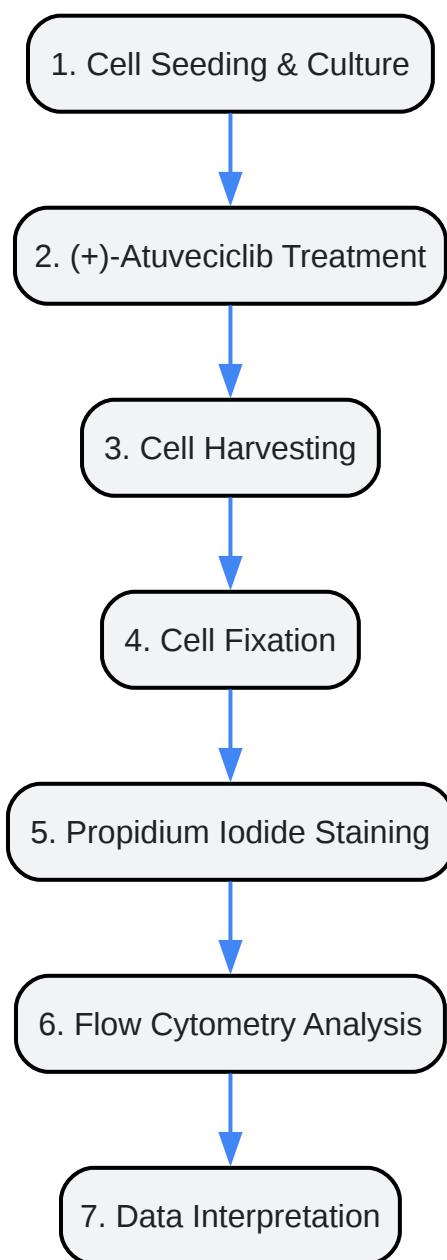 1. Cell Seeding & Culture
2. (+)-Atuveciclib Treatment
3. Cell Harvesting
4. Cell Fixation
5. Propidium Iodide Staining
6. Flow Cytometry Analysis
7. Data Interpretation